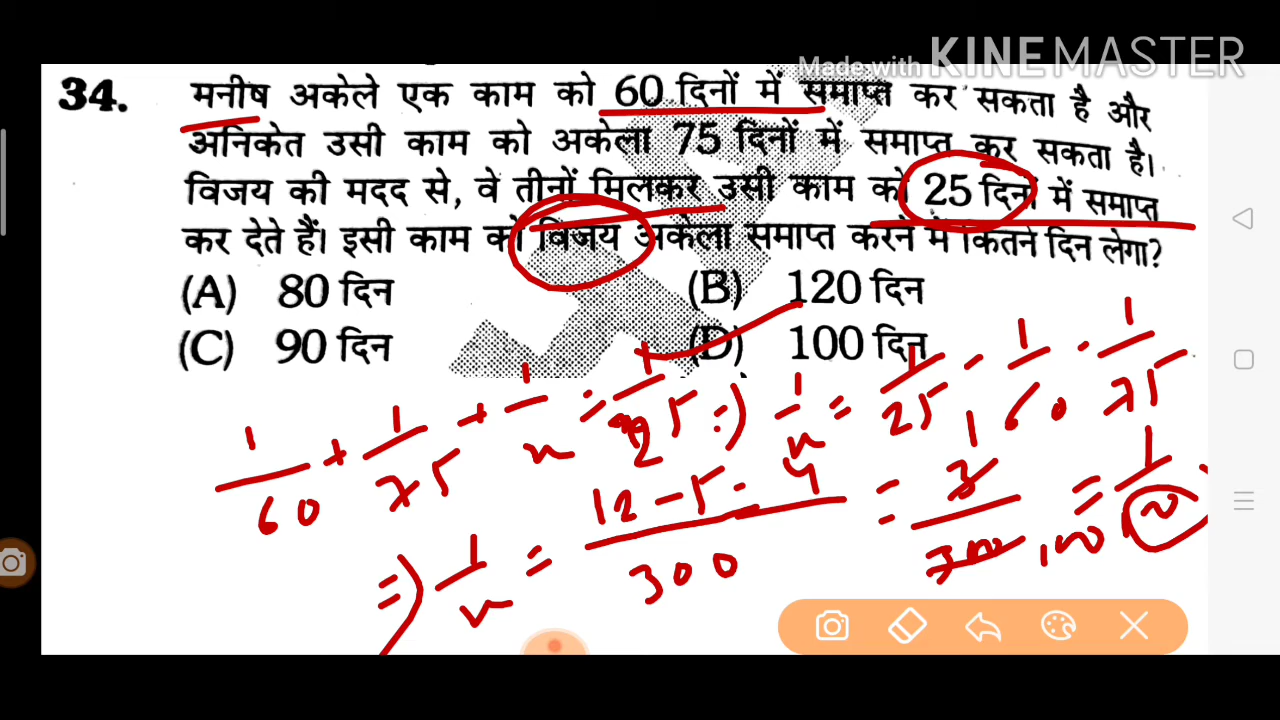 Made with KINEMASTER
34. मनीष अकेले एक काम को 60 दिनों में समाप्त कर सकता है और
अनिकेत उसी काम को अकेला 75 दिनों में समाप्त कर सकता है।
विजय की मदद से, वे तीनों मिलकर उसी काम को 25 दिनों में समाप्त
कर देते हैं। इसी काम को विजय अकेला समाप्त करने में कितने दिन लेगा?
(A) 80 दिन (B) 120 दिन
(C) 90 दिन (D) 100 दिन
1/60 + 1/75 + 1/x = 1/25 ⇒ 1/x = 1/25 - 1/60 - 1/75
⇒ 1/x = 12 - 5 - 4 / 300 = 3/300 = 1/100